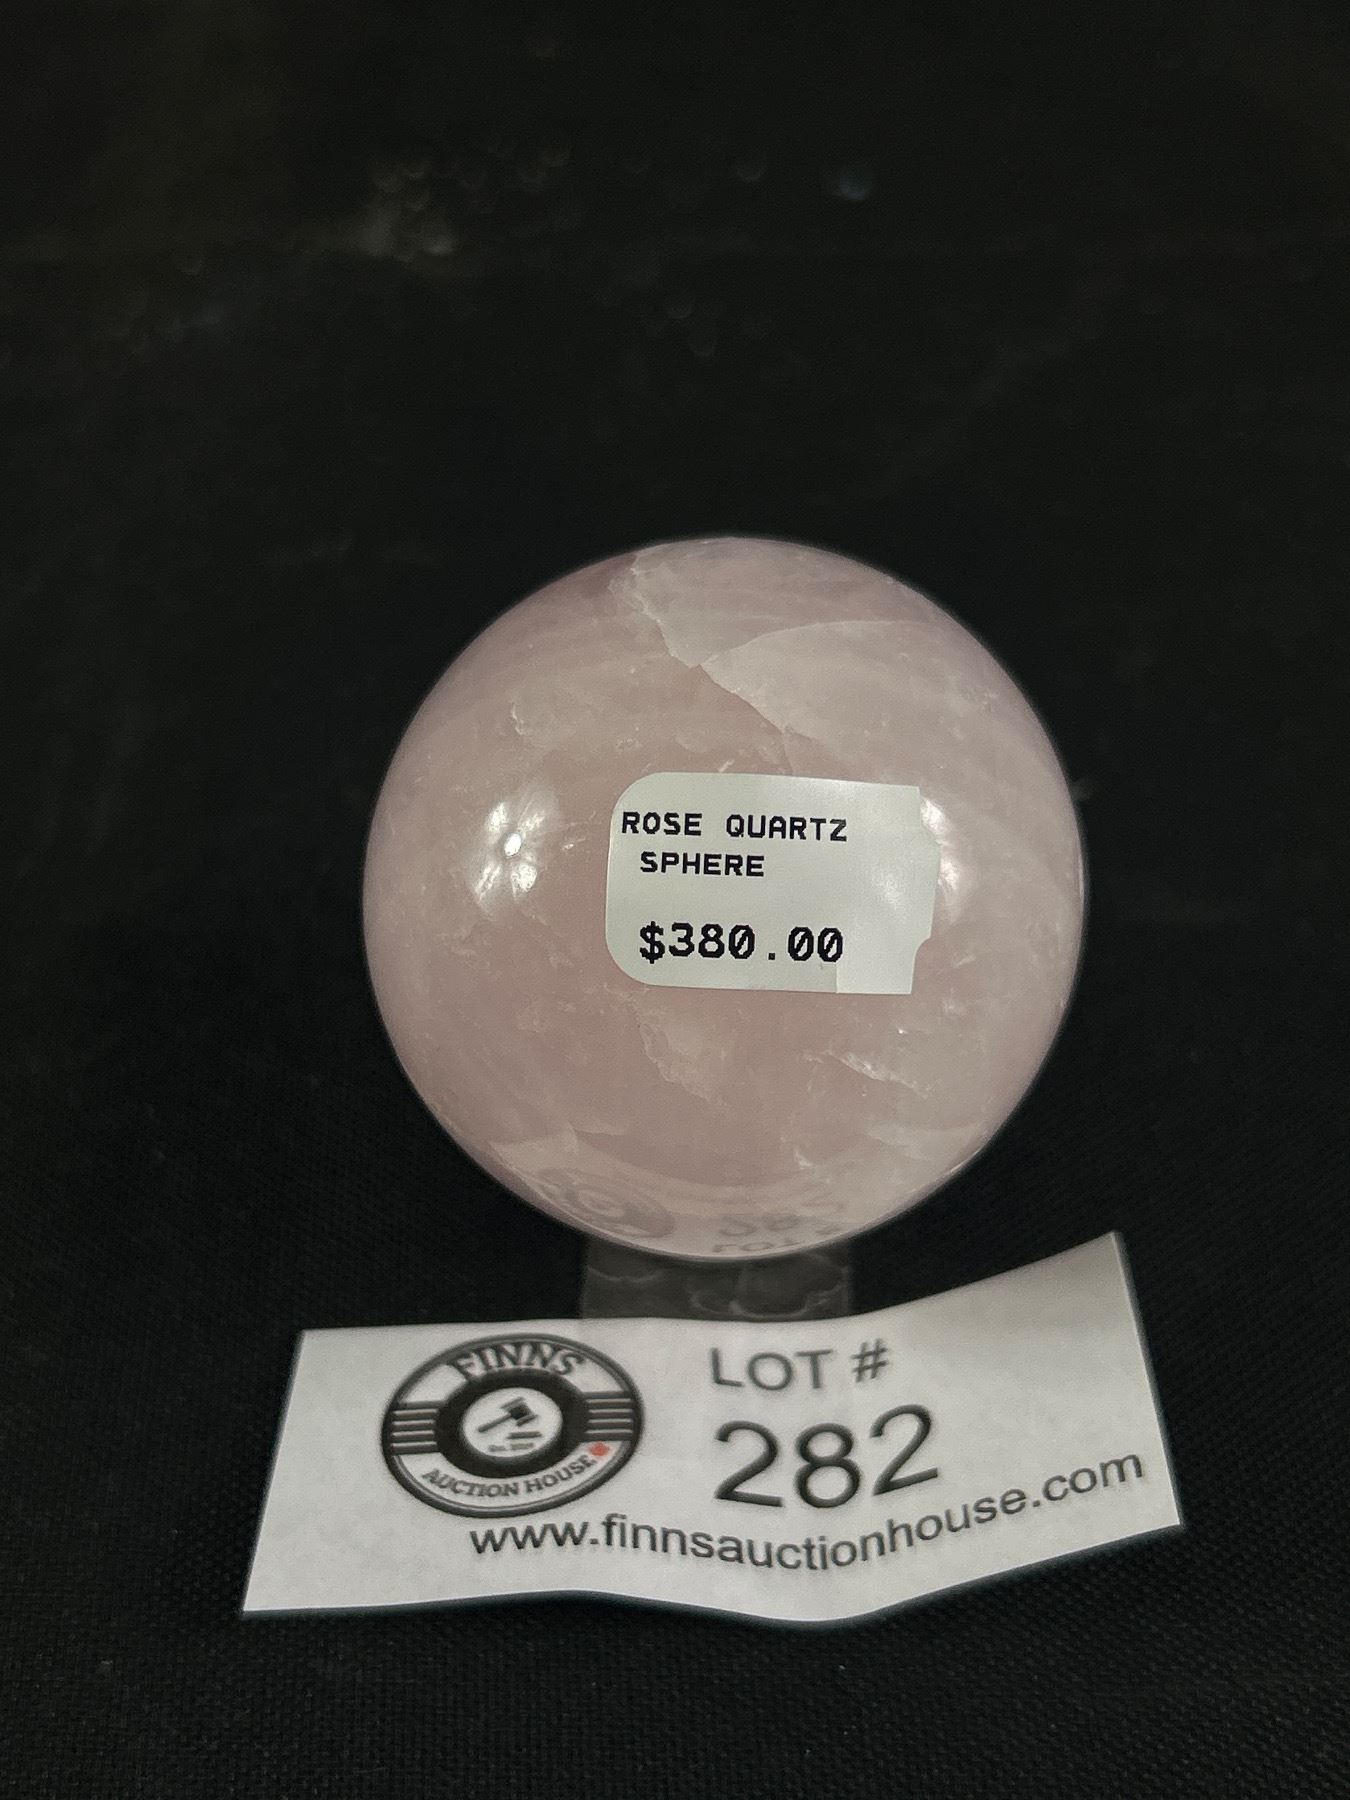 ROSE QUARTZ
SPHERE
$380.00
FINNS
AUCTION HOUSE
LOT #
282
www.finnsauctionhouse.com